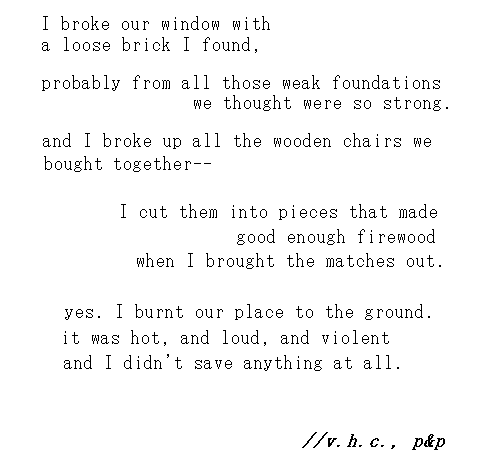 I broke our window with
a loose brick I found,
probably from all those weak foundations
we thought were so strong.
and I broke up all the wooden chairs we
bought together--
I cut them into pieces that made
good enough firewood
when I brought the matches out.
yes. I burnt our place to the ground.
it was hot, and loud, and violent
and I didn't save anything at all.
//v.h.c., p&p